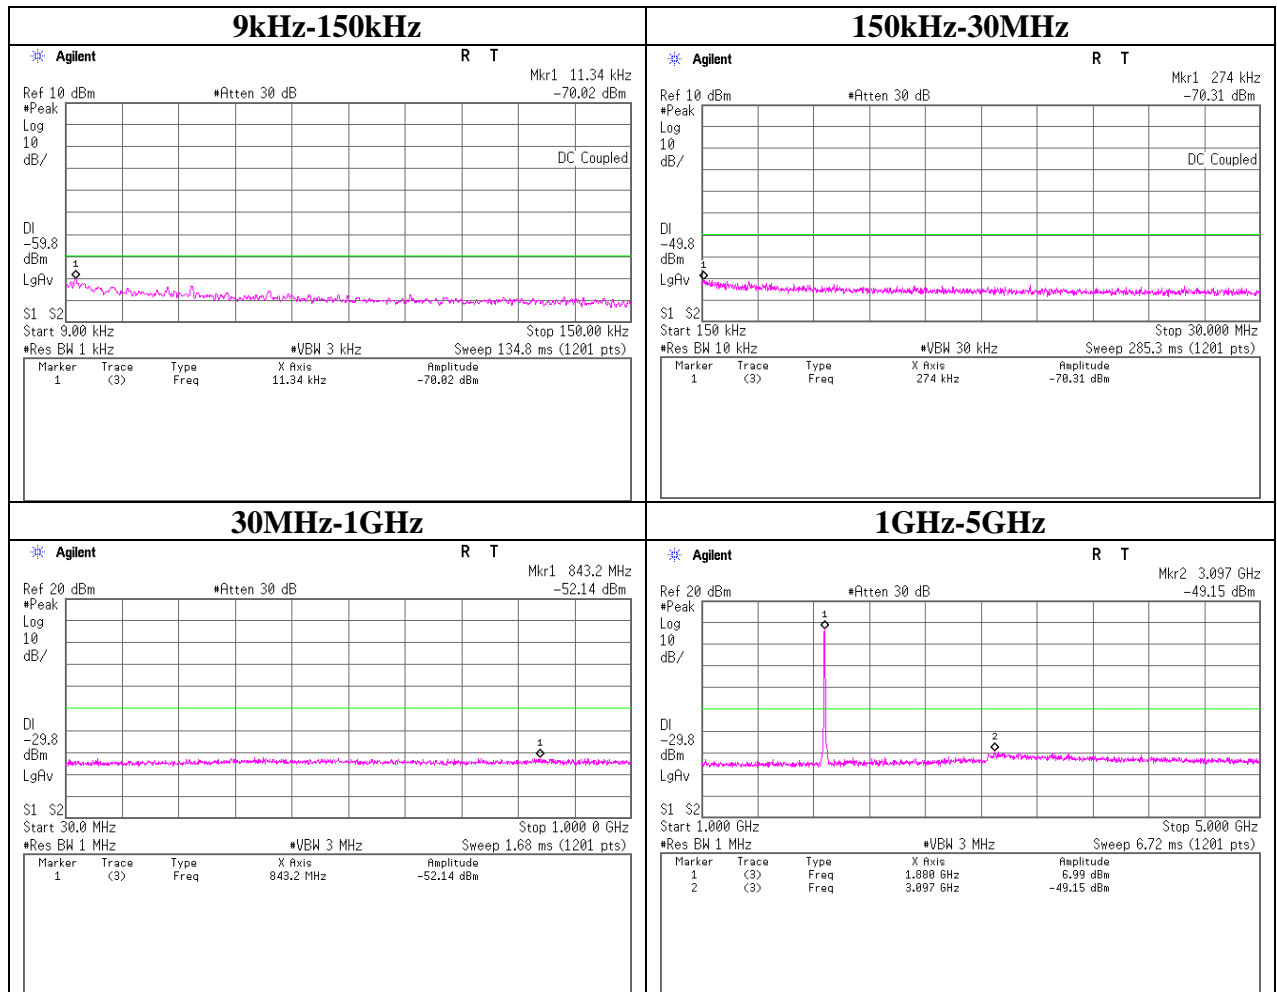 9kHz-150kHz
Agilent R T
Mkr1 11.34 kHz
Ref 10 dBm #Atten 30 dB -70.02 dBm
#Peak
Log
10
dB/
DC Coupled
DI
-59.8
dBm
LgAv
1
S1 S2
Start 9.00 kHz Stop 150.00 kHz
#Res BW 1 kHz #VBW 3 kHz Sweep 134.8 ms (1201 pts)
Marker Trace Type X Axis Amplitude
1 (3) Freq 11.34 kHz -70.02 dBm
150kHz-30MHz
Agilent R T
Mkr1 274 kHz
Ref 10 dBm #Atten 30 dB -70.31 dBm
#Peak
Log
10
dB/
DC Coupled
DI
-49.8
dBm
1
LgAv
S1 S2
Start 150 kHz Stop 30.000 MHz
#Res BW 10 kHz #VBW 30 kHz Sweep 285.3 ms (1201 pts)
Marker Trace Type X Axis Amplitude
1 (3) Freq 274 kHz -70.31 dBm
30MHz-1GHz
Agilent R T
Mkr1 843.2 MHz
Ref 20 dBm #Atten 30 dB -52.14 dBm
#Peak
Log
10
dB/
DI
-29.8
dBm
1
LgAv
S1 S2
Start 30.0 MHz Stop 1.000 0 GHz
#Res BW 1 MHz #VBW 3 MHz Sweep 1.68 ms (1201 pts)
Marker Trace Type X Axis Amplitude
1 (3) Freq 843.2 MHz -52.14 dBm
1GHz-5GHz
Agilent R T
Mkr2 3.097 GHz
Ref 20 dBm #Atten 30 dB -49.15 dBm
#Peak
1
Log
10
dB/
DI
-29.8
2
dBm
LgAv
S1 S2
Start 1.000 GHz Stop 5.000 GHz
#Res BW 1 MHz #VBW 3 MHz Sweep 6.72 ms (1201 pts)
Marker Trace Type X Axis Amplitude
1 (3) Freq 1.880 GHz 6.99 dBm
2 (3) Freq 3.097 GHz -49.15 dBm